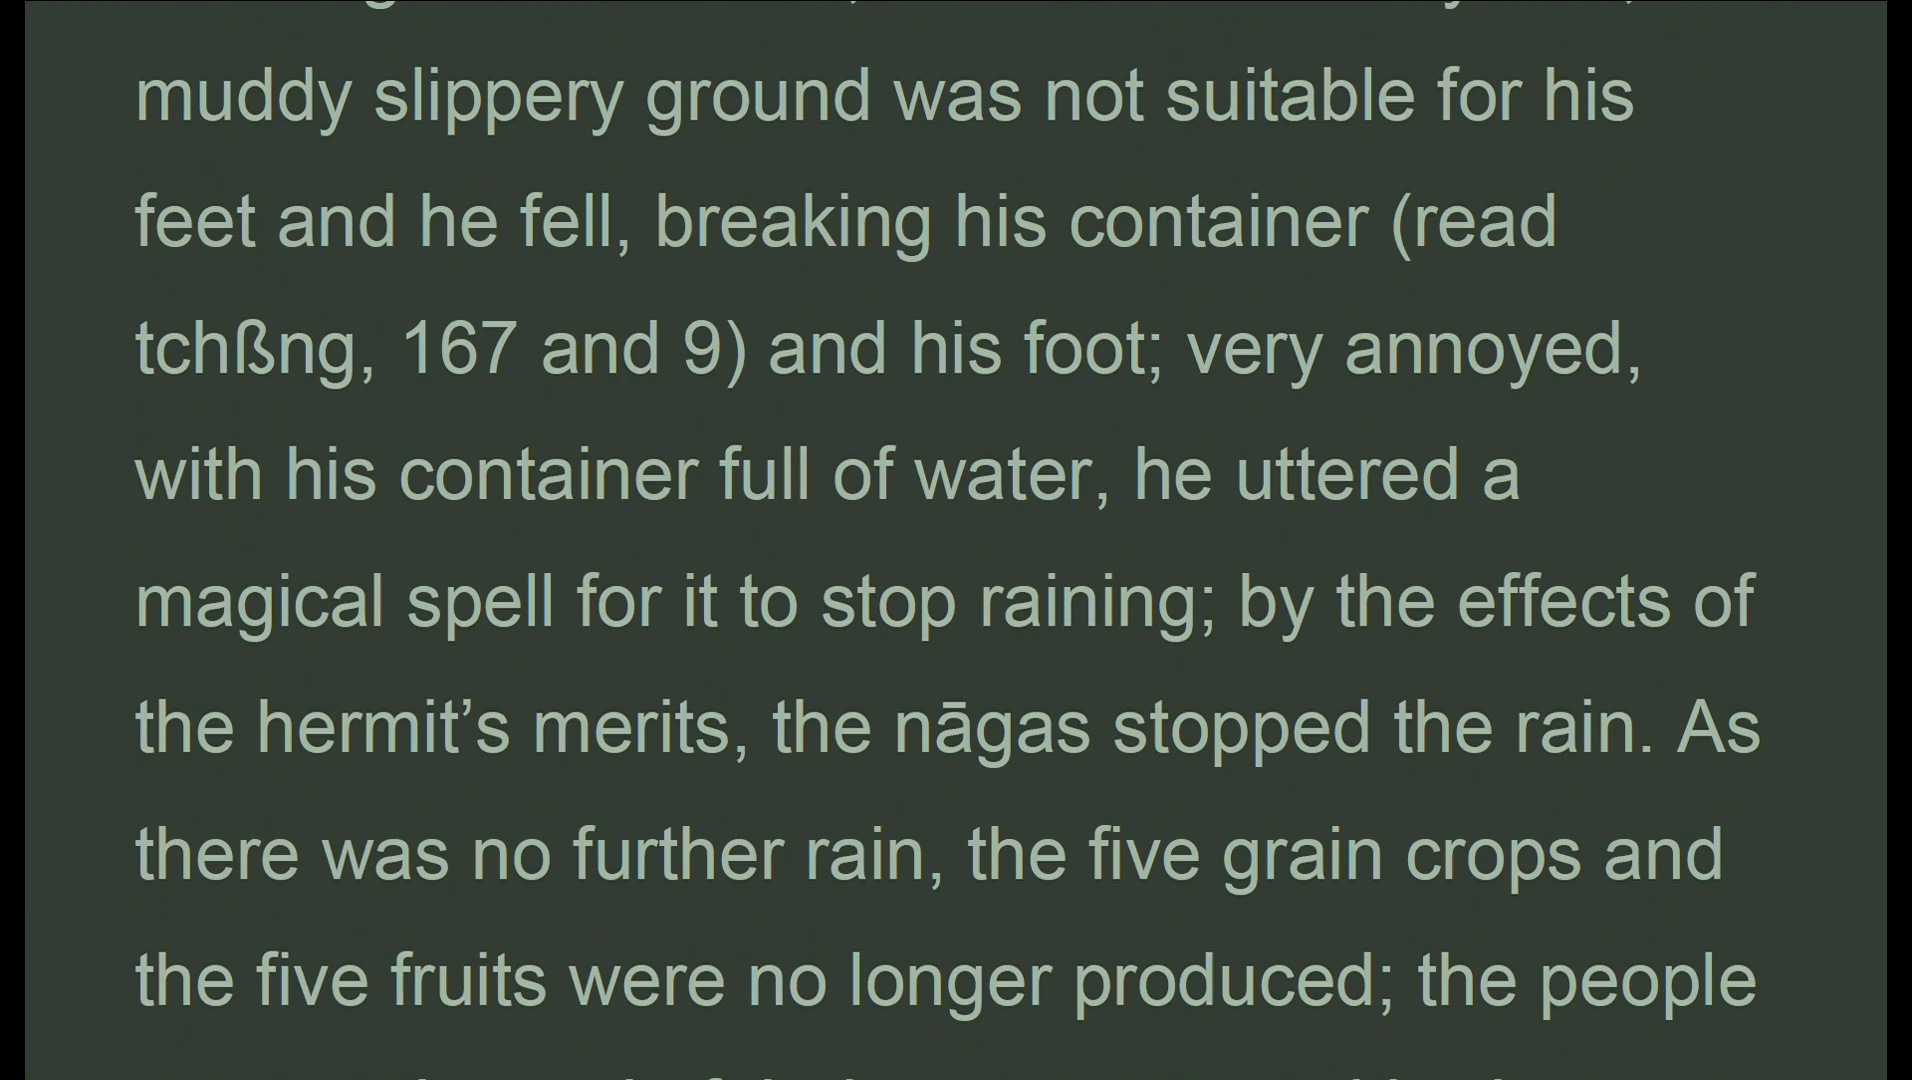 muddy slippery ground was not suitable for his
feet and he fell, breaking his container (read
tchßng, 167 and 9) and his foot; very annoyed,
with his container full of water, he uttered a
magical spell for it to stop raining; by the effects of
the hermit’s merits, the nāgas stopped the rain. As
there was no further rain, the five grain crops and
the five fruits were no longer produced; the people